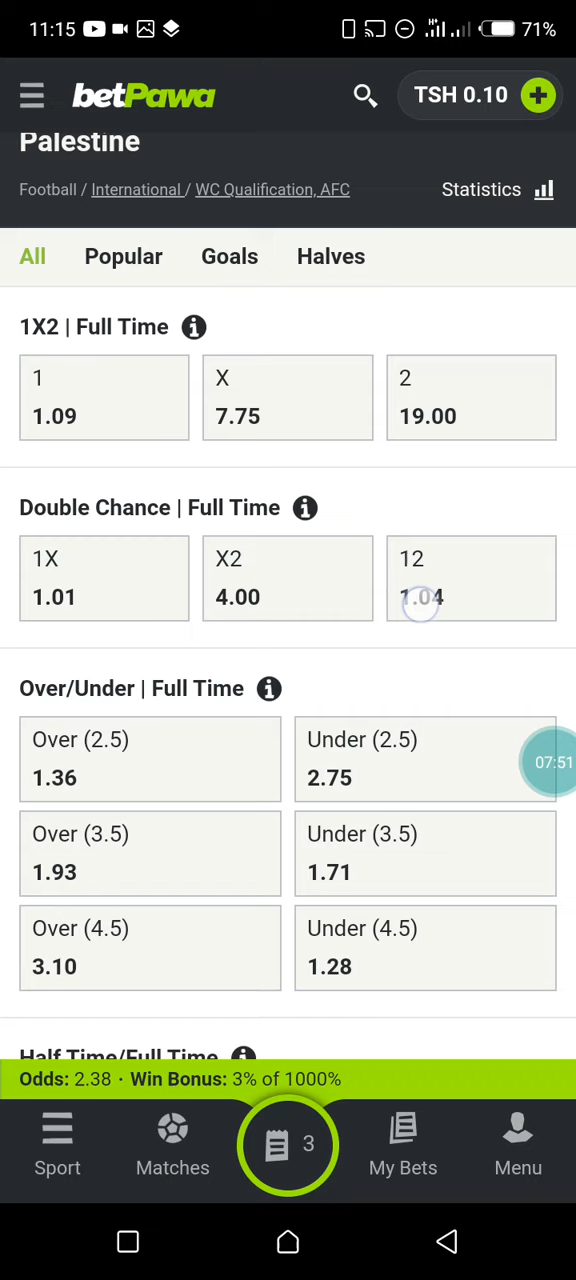 11:15
71%
betPawa
TSH 0.10 +
Palestine
Football / International / WC Qualification, AFC
Statistics
All Popular Goals Halves
1X2 | Full Time
1 X 2
1.09 7.75 19.00
Double Chance | Full Time
1X X2 12
1.01 4.00 1.04
Over/Under | Full Time
Over (2.5) Under (2.5)
1.36 2.75
07:51
Over (3.5) Under (3.5)
1.93 1.71
Over (4.5) Under (4.5)
3.10 1.28
Half Time/Full Time
Odds: 2.38 · Win Bonus: 3% of 1000%
3
Sport Matches My Bets Menu